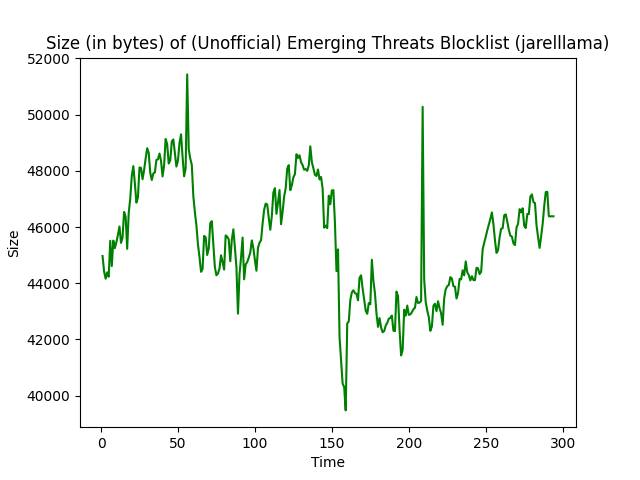 Size (in bytes) of (Unofficial) Emerging Threats Blocklist (jarelllama)
52000
50000
48000
46000
44000
42000
40000
Size
0 50 100 150 200 250 300
Time